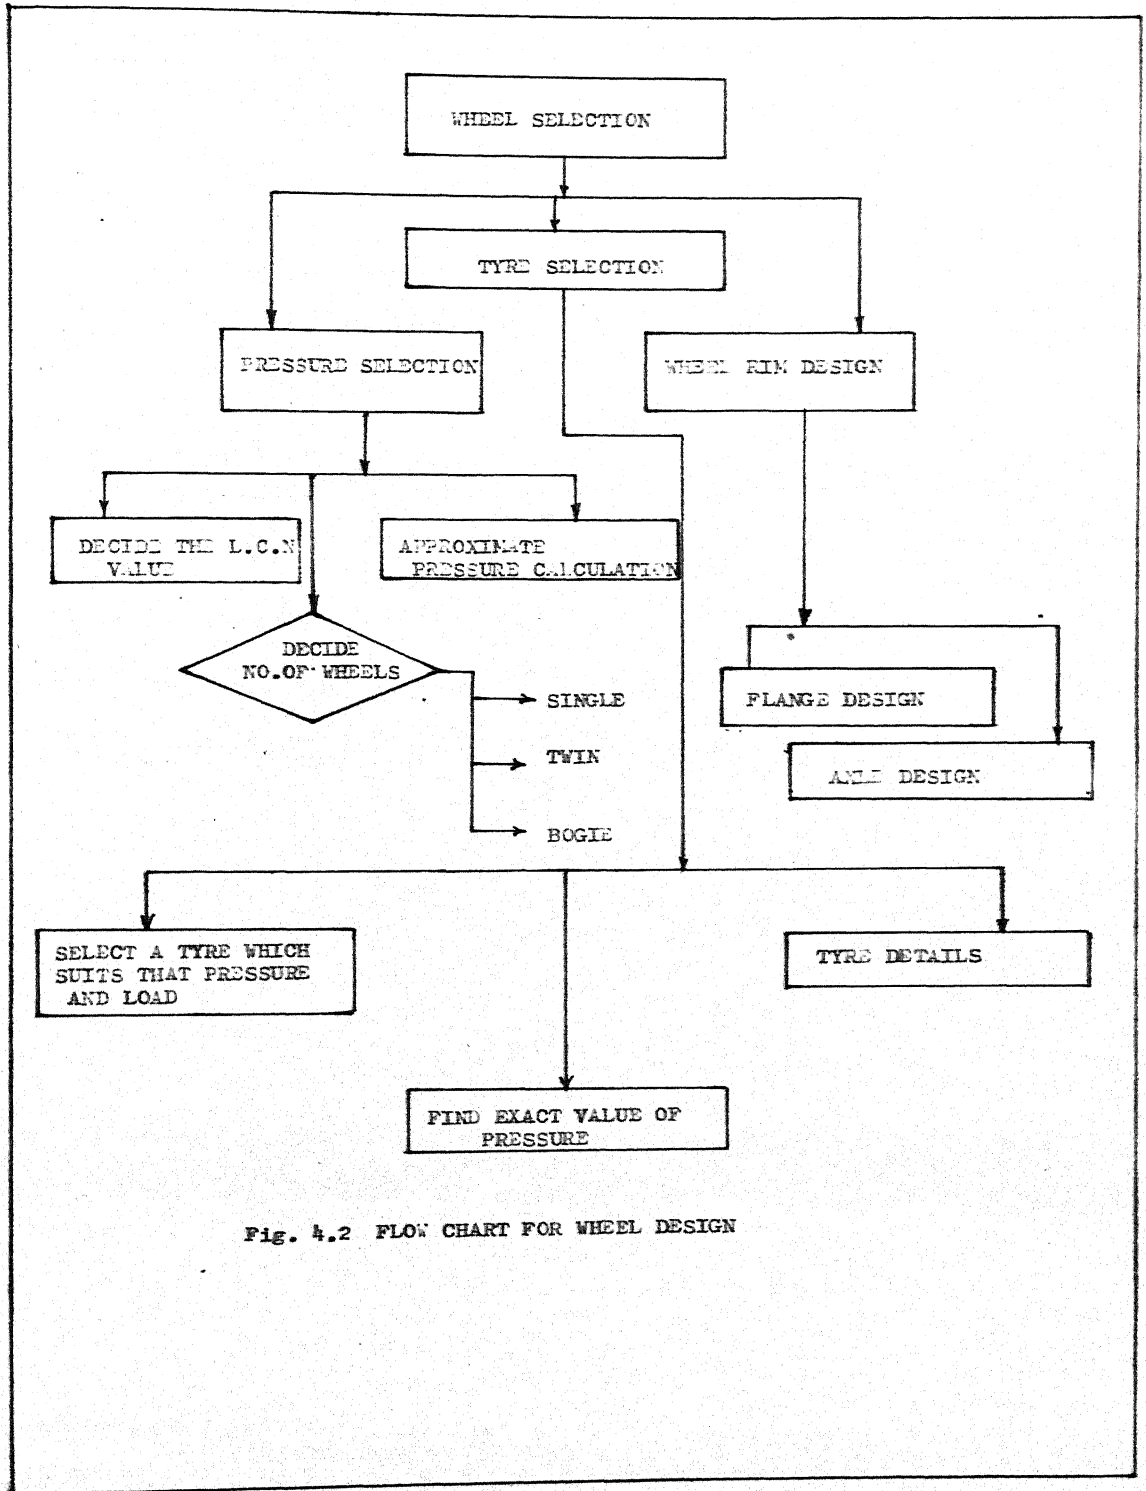 WHEEL SELECTION
TYRE SELECTION
PRESSURE SELECTION
WHEEL RIM DESIGN
DECIDE THE L.C.N
VALUE
APPROXIMATE
PRESSURE CALCULATION
DECIDE
NO.OF WHEELS
SINGLE
TWIN
BOGIE
FLANGE DESIGN
AXLE DESIGN
SELECT A TYRE WHICH
SUITS THAT PRESSURE
AND LOAD
TYRE DETAILS
FIND EXACT VALUE OF
PRESSURE
Fig. 4.2 FLOW CHART FOR WHEEL DESIGN